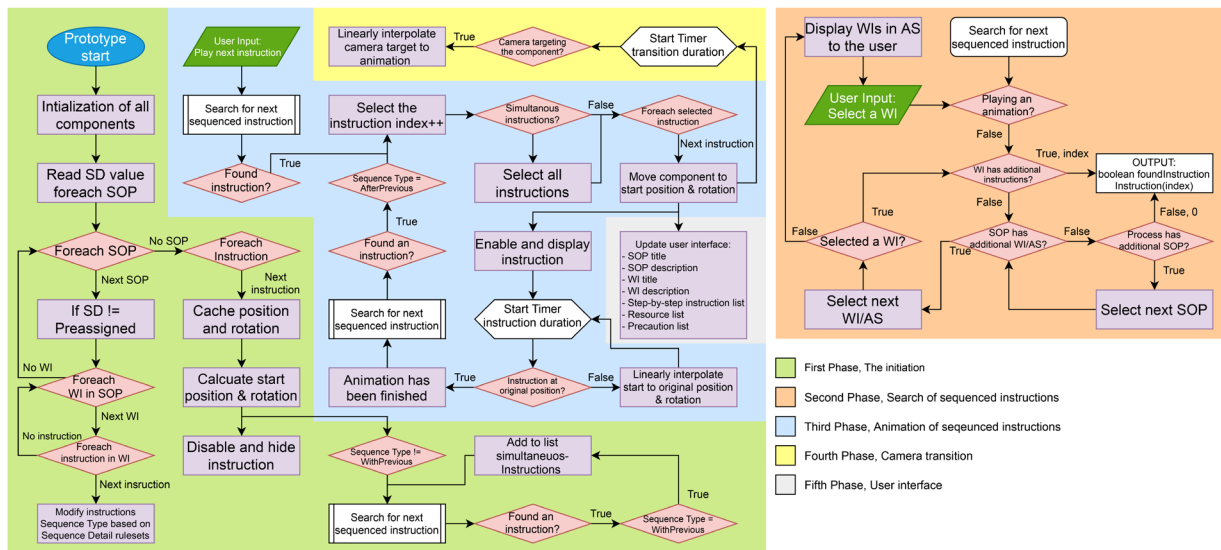 Prototype
start
Intialization of all
components
Read SD value
foreach SOP
Foreach SOP
No SOP
Next SOP
If SD !=
Preassigned
No WI
Foreach
WI in SOP
Next WI
No instruction
Foreach
instruction in WI
Next insruction
Modify instructions
Sequence Type based on
Sequence Detail rulesets
Foreach
Instruction
Next
instruction
Cache position
and rotation
Calcuate start
position & rotation
Disable and hide
instruction
Sequence Type !=
WithPrevious
Search for next
sequenced instruction
Found an
instruction?
True
Sequence Type =
WithPrevious
True
Add to list
simultaneuos-
Instructions
User Input:
Play next instruction
Search for next
sequenced instruction
Found
instruction?
True
Select the
instruction index++
Simultanous
instructions?
False
Select all
instructions
Foreach selected
instruction
Next instruction
Move component to
start position & rotation
Sequence Type =
AfterPrevious
True
Found an
instruction?
Search for next
sequenced instruction
Animation has
been finished
True
Instruction at
original position?
False
Linearly interpolate
start to original position
& rotation
Enable and display
instruction
Start Timer
instruction duration
Update user interface:
- SOP title
- SOP description
- WI title
- WI description
- Step-by-step instruction list
- Resource list
- Precaution list
Linearly interpolate
camera target to
animation
True
Camera targeting
the component?
Start Timer
transition duration
Display WIs in AS
to the user
User Input:
Select a WI
Search for next
sequenced instruction
Playing an
animation?
False
WI has additional
instructions?
True, index
OUTPUT:
boolean foundInstruction
Instruction(index)
False
True
False, 0
False
Selected a WI?
True
SOP has
additional WI/AS?
False
Process has
additional SOP?
True
Select next
WI/AS
Select next SOP
First Phase, The initiation
Second Phase, Search of sequenced instructions
Third Phase, Animation of seqeunced instructions
Fourth Phase, Camera transition
Fifth Phase, User interface